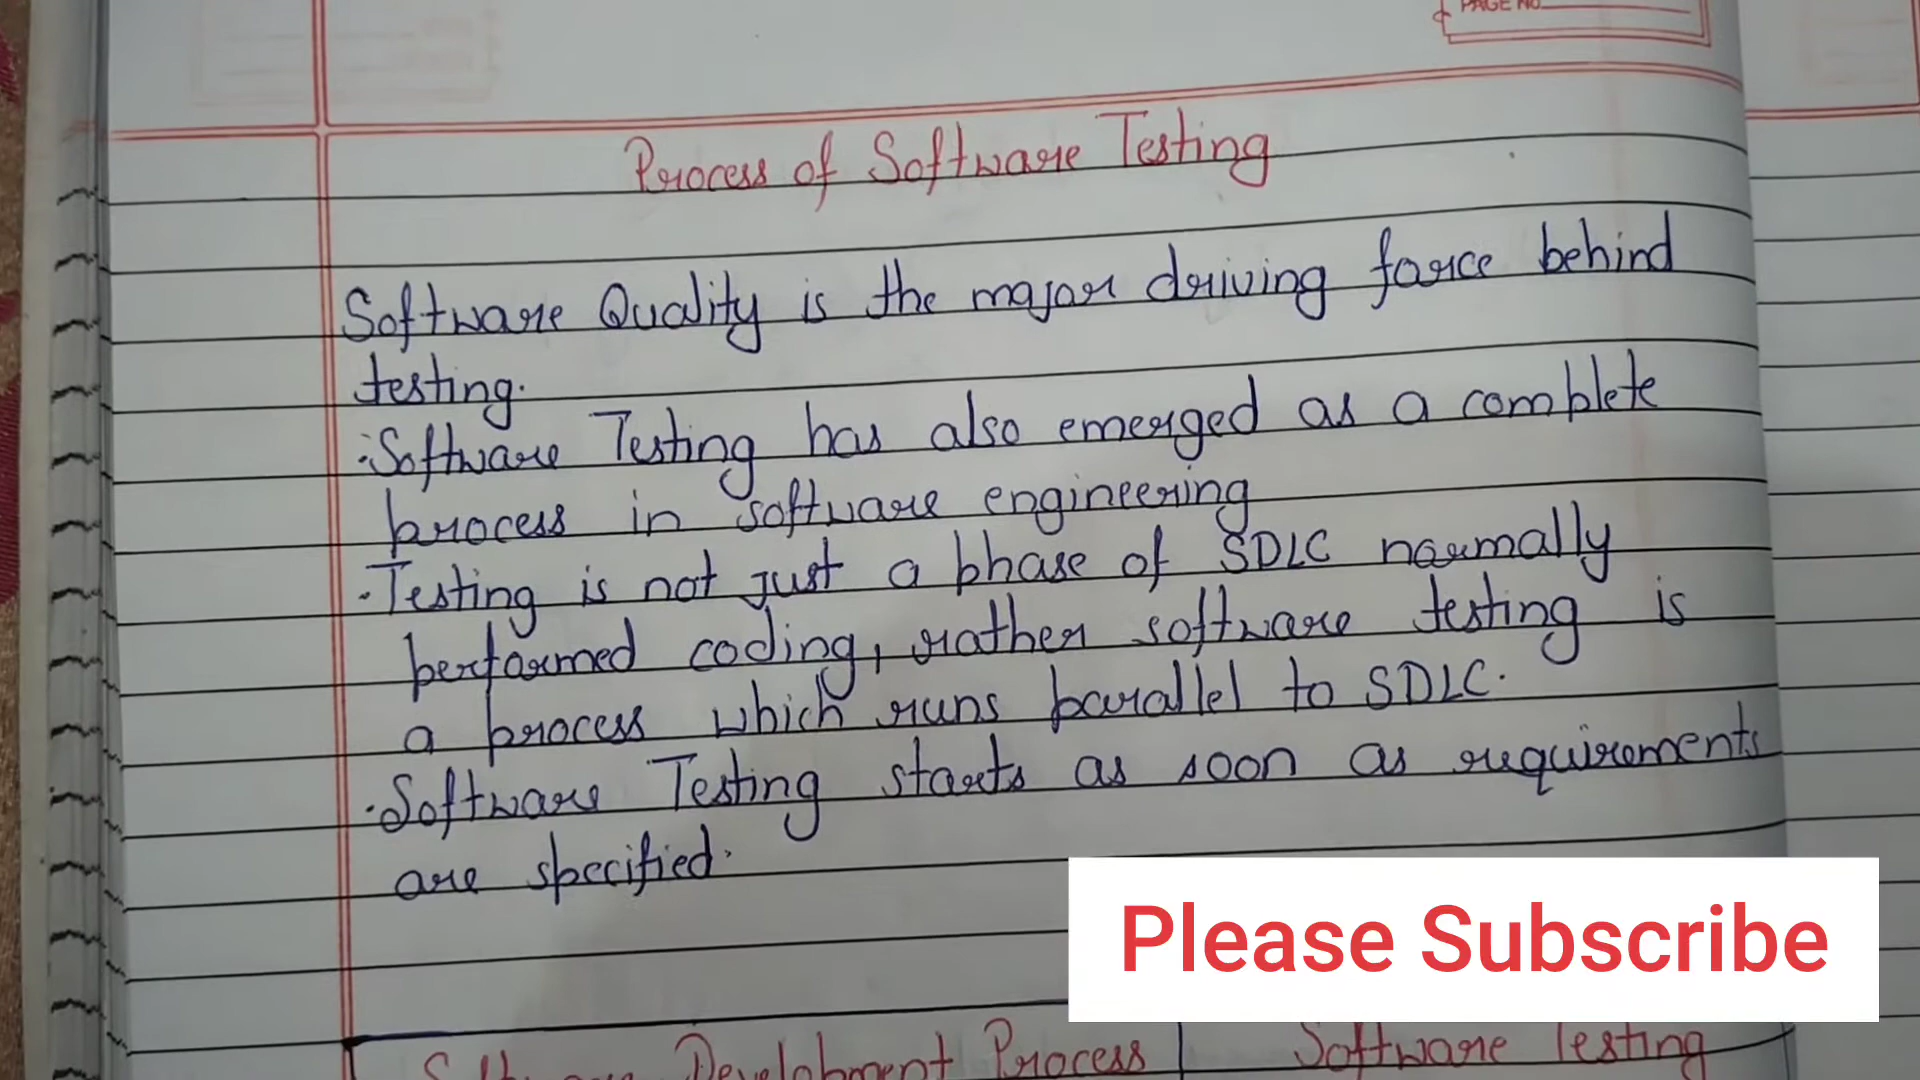 PAGE NO
Process of Software Testing
Software Quality is the major driving force behind
testing.
·Software Testing has also emerged as a complete
process in software engineering
·Testing is not just a phase of SDLC normally
performed coding, rather software testing is
a process which runs parallel to SDLC.
·Software Testing starts as soon as requirements
are specified.
Please Subscribe
Software Development Process Software Testing